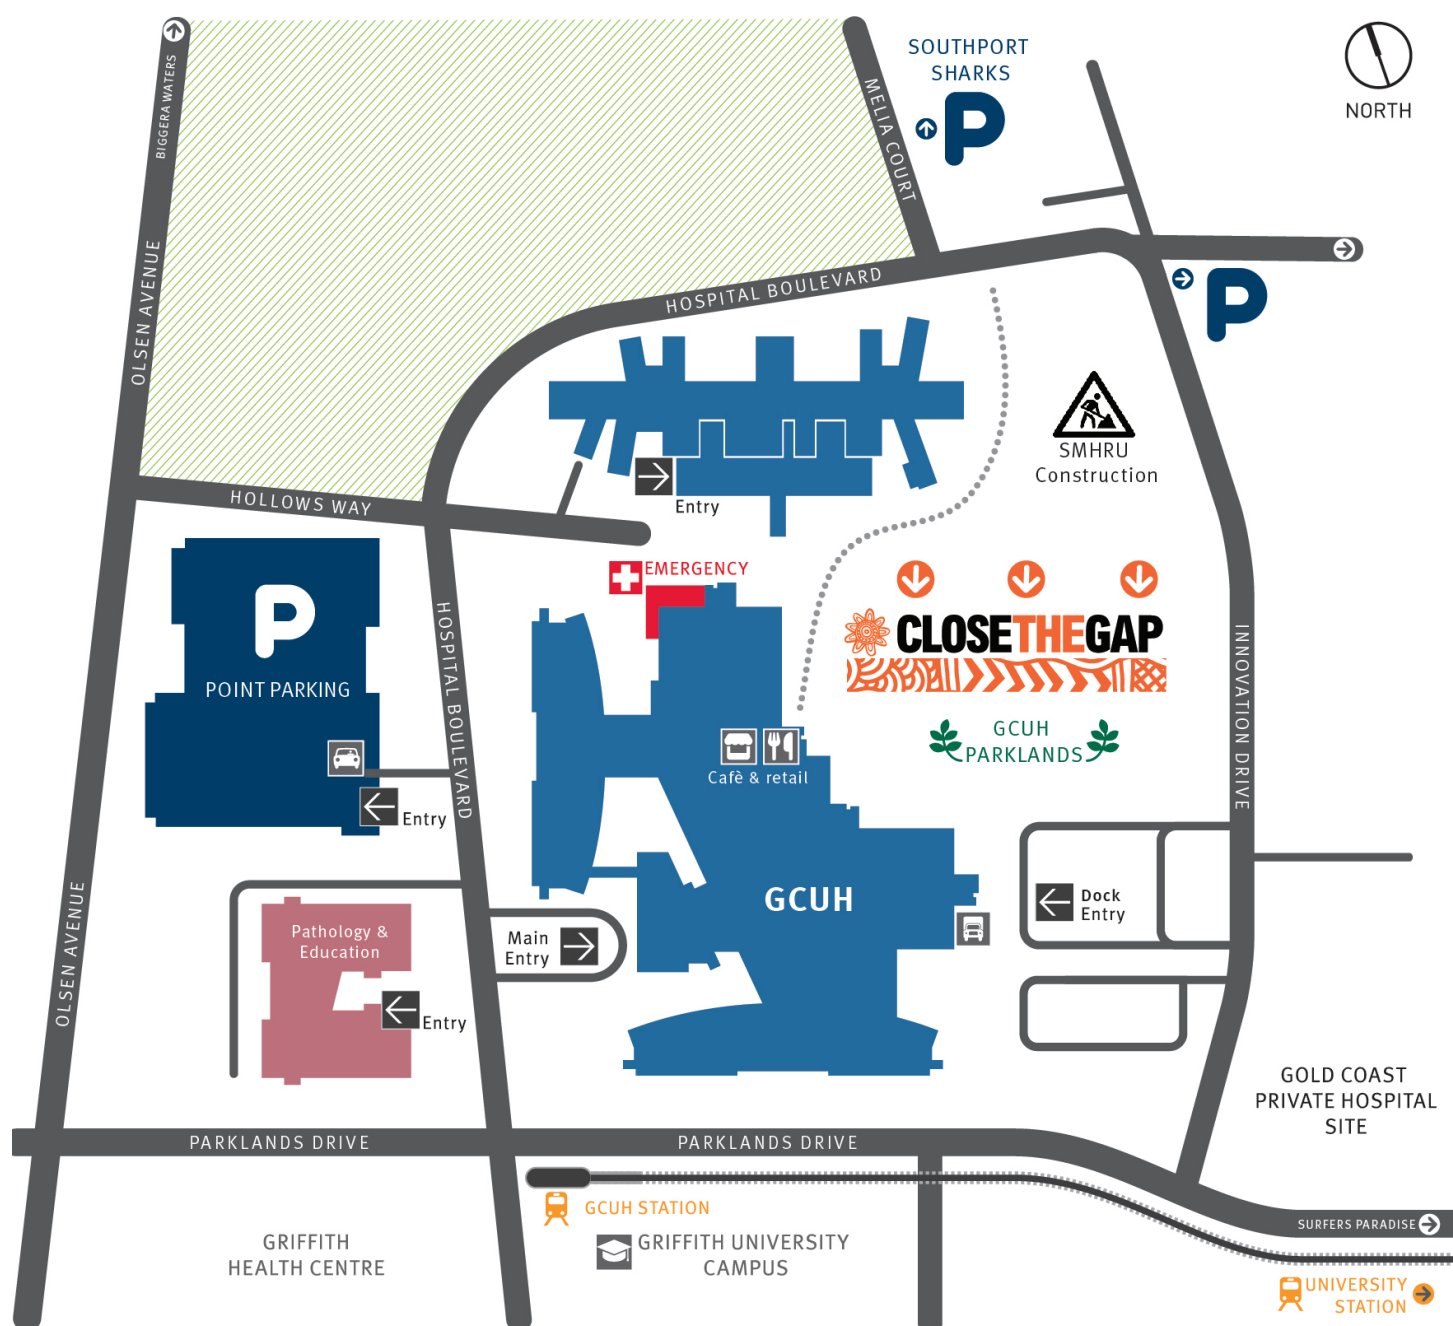 SOUTHPORT
SHARKS
P
NORTH
BIGGERA WATERS
MELIA COURT
OLSEN AVENUE
HOSPITAL BOULEVARD
P
SMHRU
Construction
Entry
HOLLOWS WAY
EMERGENCY
P
POINT PARKING
HOSPITAL BOULEVARD
CLOSETHEGAP
INNOVATION DRIVE
GCUH
PARKLANDS
Cafè & retail
Entry
GCUH
Dock
Entry
OLSEN AVENUE
Pathology &
Education
Main
Entry
Entry
GOLD COAST
PRIVATE HOSPITAL
SITE
PARKLANDS DRIVE
PARKLANDS DRIVE
GCUH STATION
SURFERS PARADISE
GRIFFITH
HEALTH CENTRE
GRIFFITH UNIVERSITY
CAMPUS
UNIVERSITY
STATION